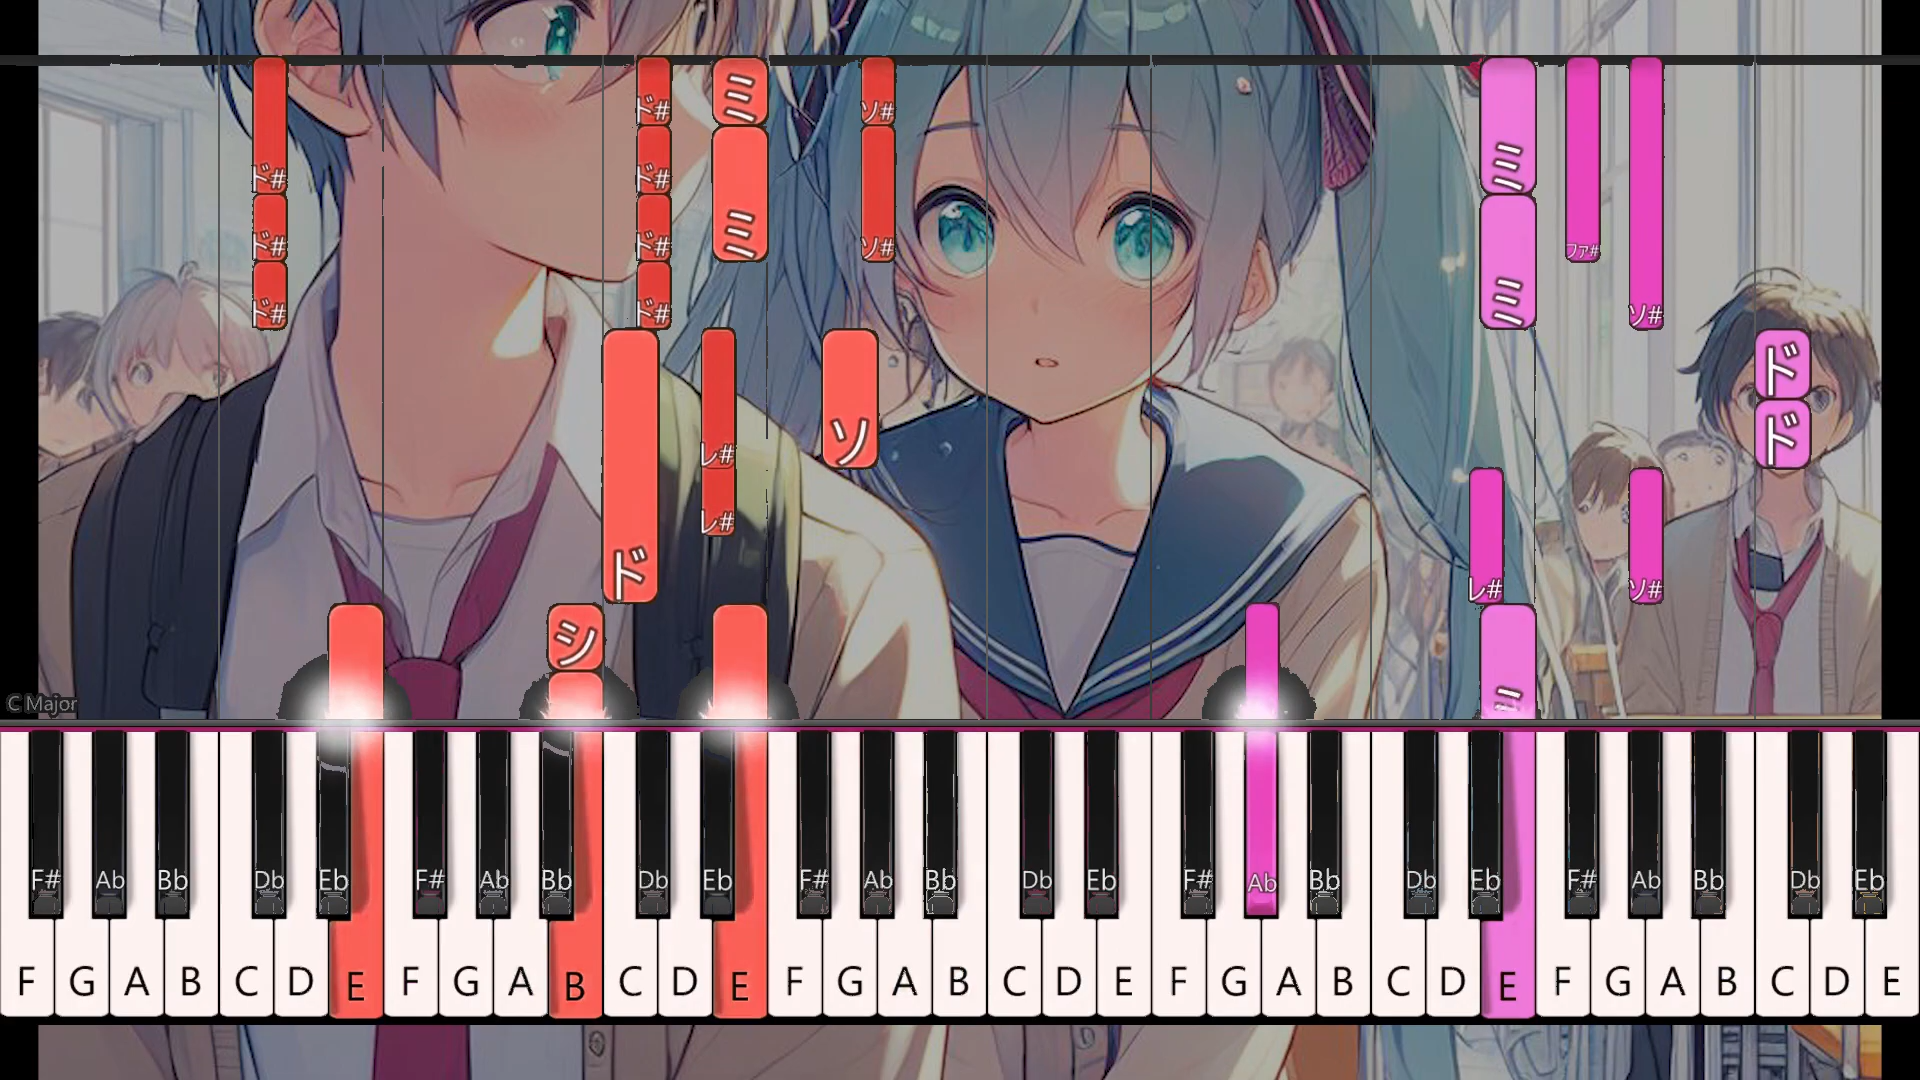 ド# ミ ソ#
ド# ド# ミ
ド# ド# ミ ソ# ファ#
ド# ド# ミ ソ#
ド
レ# ソ ド
レ#
ド レ# ソ#
シ
C Major ミ
F# Ab Bb Db Eb F# Ab Bb Db Eb F# Ab Bb Db Eb F# Ab Bb Db Eb F# Ab Bb Db Eb
F G A B C D E F G A B C D E F G A B C D E F G A B C D E F G A B C D E